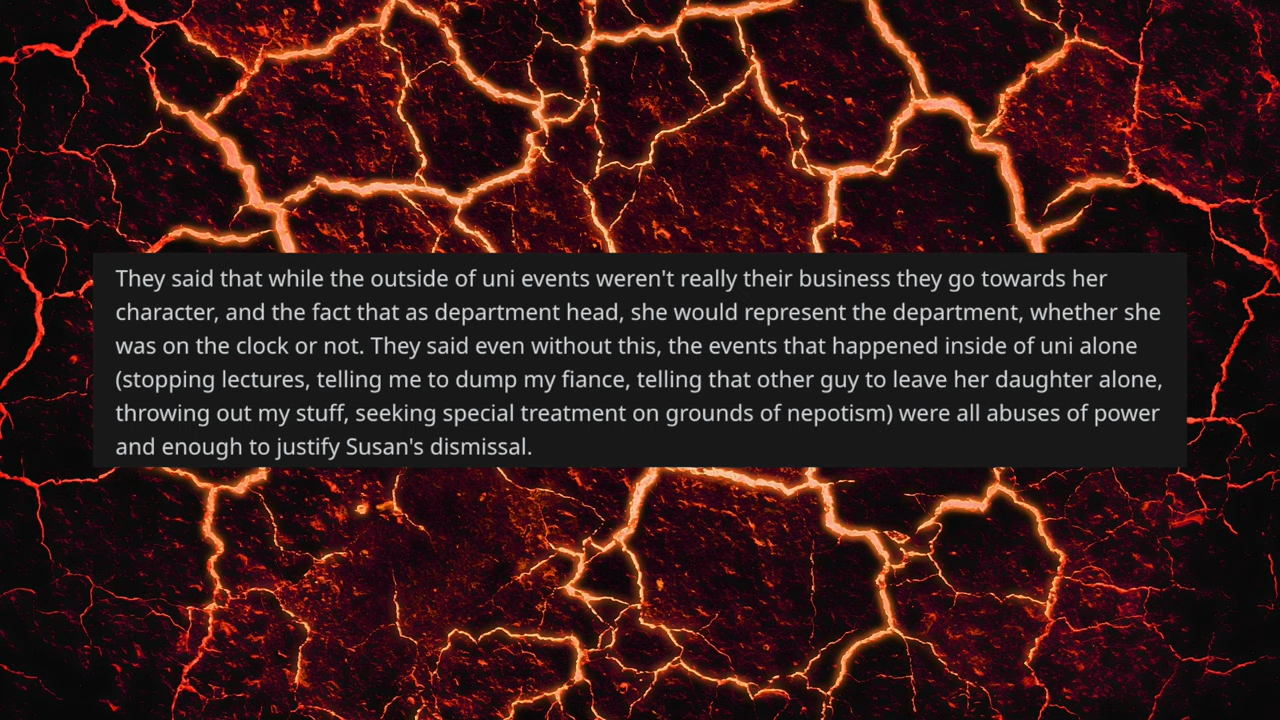 They said that while the outside of uni events weren't really their business they go towards her
character, and the fact that as department head, she would represent the department, whether she
was on the clock or not. They said even without this, the events that happened inside of uni alone
(stopping lectures, telling me to dump my fiance, telling that other guy to leave her daughter alone,
throwing out my stuff, seeking special treatment on grounds of nepotism) were all abuses of power
and enough to justify Susan's dismissal.